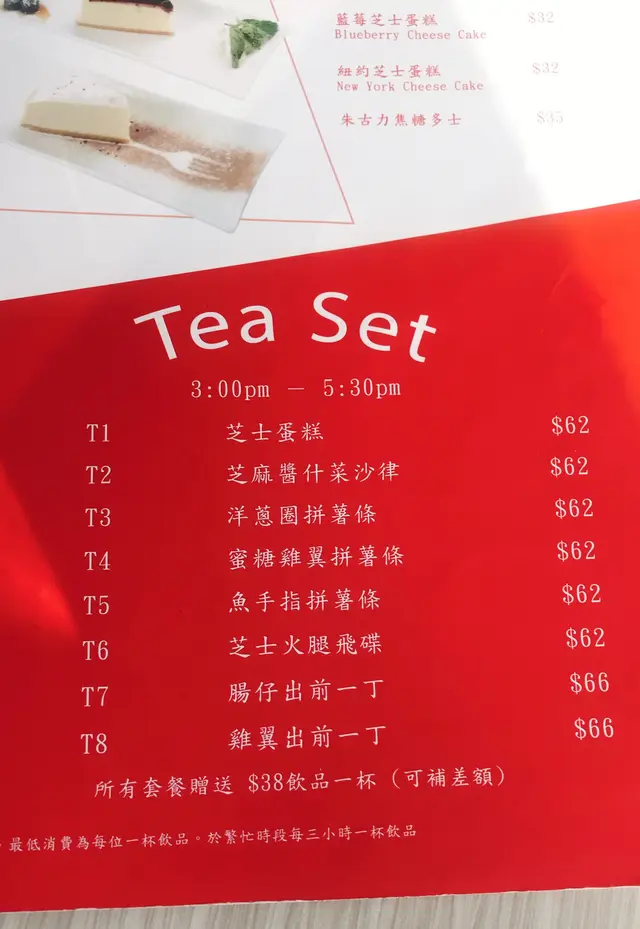 藍莓芝士蛋糕 $32
Blueberry Cheese Cake
紐約芝士蛋糕 $32
New York Cheese Cake
朱古力焦糖多士 $35
Tea Set
3:00pm — 5:30pm
T1 芝士蛋糕 $62
T2 芝麻醬什菜沙律 $62
T3 洋蔥圈拼薯條 $62
T4 蜜糖雞翼拼薯條 $62
T5 魚手指拼薯條 $62
T6 芝士火腿飛碟 $62
T7 腸仔出前一丁 $66
T8 雞翼出前一丁 $66
所有套餐贈送 $38飲品一杯 (可補差額)
。最低消費為每位一杯飲品。於繁忙時段每三小時一杯飲品